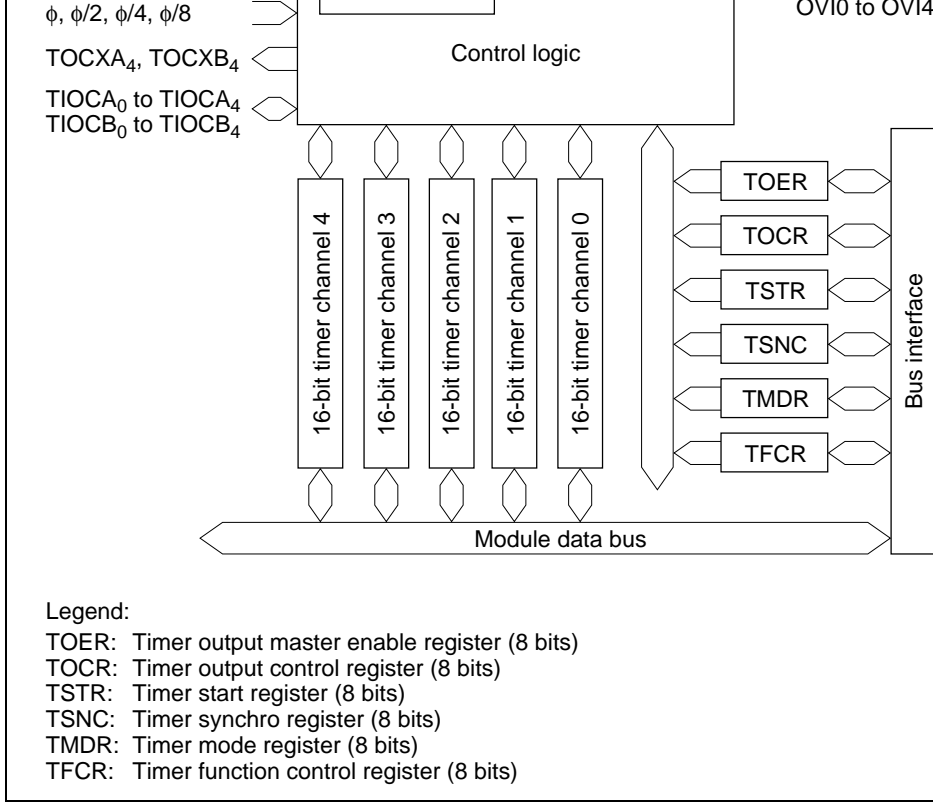 ϕ, ϕ/2, ϕ/4, ϕ/8
OVI0 to OVI4
TOCXA4, TOCXB4
Control logic
TIOCA0 to TIOCA4
TIOCB0 to TIOCB4
16-bit timer channel 4
16-bit timer channel 3
16-bit timer channel 2
16-bit timer channel 1
16-bit timer channel 0
TOER
TOCR
TSTR
TSNC
TMDR
TFCR
Bus interface
Module data bus
Legend:
TOER: Timer output master enable register (8 bits)
TOCR: Timer output control register (8 bits)
TSTR: Timer start register (8 bits)
TSNC: Timer synchro register (8 bits)
TMDR: Timer mode register (8 bits)
TFCR: Timer function control register (8 bits)